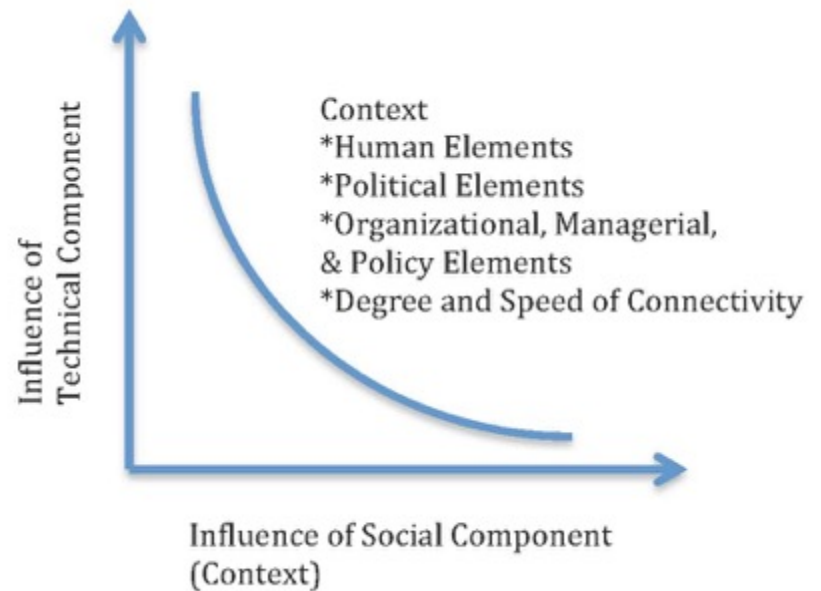 Context
*Human Elements
*Political Elements
*Organizational, Managerial,
& Policy Elements
*Degree and Speed of Connectivity
Influence of
Technical Component
Influence of Social Component
(Context)